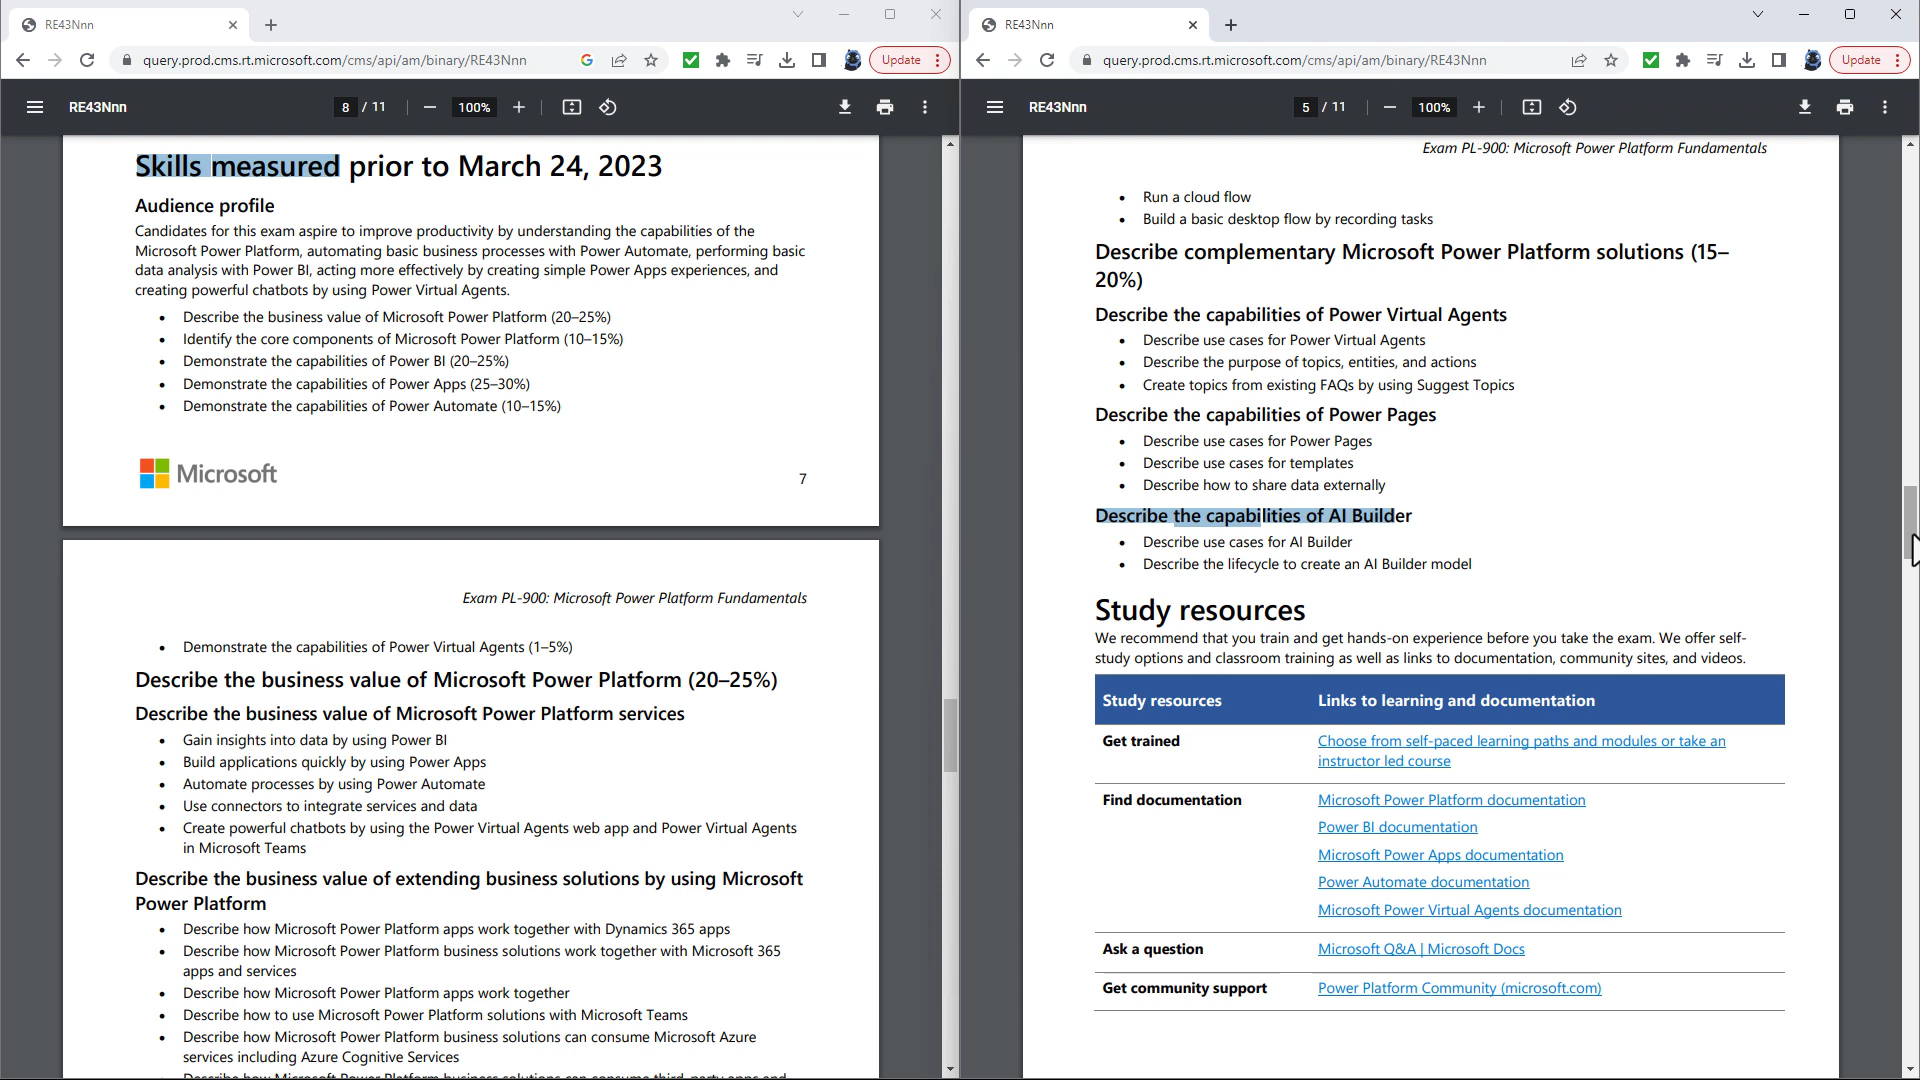 RE43Nnn
query.prod.cms.rt.microsoft.com/cms/api/am/binary/RE43Nnn
Update
RE43Nnn
8 / 11
100%
Skills measured prior to March 24, 2023
Audience profile
Candidates for this exam aspire to improve productivity by understanding the capabilities of the
Microsoft Power Platform, automating basic business processes with Power Automate, performing basic
data analysis with Power BI, acting more effectively by creating simple Power Apps experiences, and
creating powerful chatbots by using Power Virtual Agents.
• Describe the business value of Microsoft Power Platform (20–25%)
• Identify the core components of Microsoft Power Platform (10–15%)
• Demonstrate the capabilities of Power BI (20–25%)
• Demonstrate the capabilities of Power Apps (25–30%)
• Demonstrate the capabilities of Power Automate (10–15%)
Microsoft
7
Exam PL-900: Microsoft Power Platform Fundamentals
• Demonstrate the capabilities of Power Virtual Agents (1–5%)
Describe the business value of Microsoft Power Platform (20–25%)
Describe the business value of Microsoft Power Platform services
• Gain insights into data by using Power BI
• Build applications quickly by using Power Apps
• Automate processes by using Power Automate
• Use connectors to integrate services and data
• Create powerful chatbots by using the Power Virtual Agents web app and Power Virtual Agents
in Microsoft Teams
Describe the business value of extending business solutions by using Microsoft
Power Platform
• Describe how Microsoft Power Platform apps work together with Dynamics 365 apps
• Describe how Microsoft Power Platform business solutions work together with Microsoft 365
apps and services
• Describe how Microsoft Power Platform apps work together
• Describe how to use Microsoft Power Platform solutions with Microsoft Teams
• Describe how Microsoft Power Platform business solutions can consume Microsoft Azure
services including Azure Cognitive Services
Describe how Microsoft Power Platform business solutions can consume third-party apps and
RE43Nnn
query.prod.cms.rt.microsoft.com/cms/api/am/binary/RE43Nnn
Update
RE43Nnn
5 / 11
100%
Exam PL-900: Microsoft Power Platform Fundamentals
• Run a cloud flow
• Build a basic desktop flow by recording tasks
Describe complementary Microsoft Power Platform solutions (15–
20%)
Describe the capabilities of Power Virtual Agents
• Describe use cases for Power Virtual Agents
• Describe the purpose of topics, entities, and actions
• Create topics from existing FAQs by using Suggest Topics
Describe the capabilities of Power Pages
• Describe use cases for Power Pages
• Describe use cases for templates
• Describe how to share data externally
Describe the capabilities of AI Builder
• Describe use cases for AI Builder
• Describe the lifecycle to create an AI Builder model
Study resources
We recommend that you train and get hands-on experience before you take the exam. We offer self-
study options and classroom training as well as links to documentation, community sites, and videos.
Study resources Links to learning and documentation
Get trained Choose from self-paced learning paths and modules or take an
instructor led course
Find documentation Microsoft Power Platform documentation
Power BI documentation
Microsoft Power Apps documentation
Power Automate documentation
Microsoft Power Virtual Agents documentation
Ask a question Microsoft Q&A | Microsoft Docs
Get community support Power Platform Community (microsoft.com)